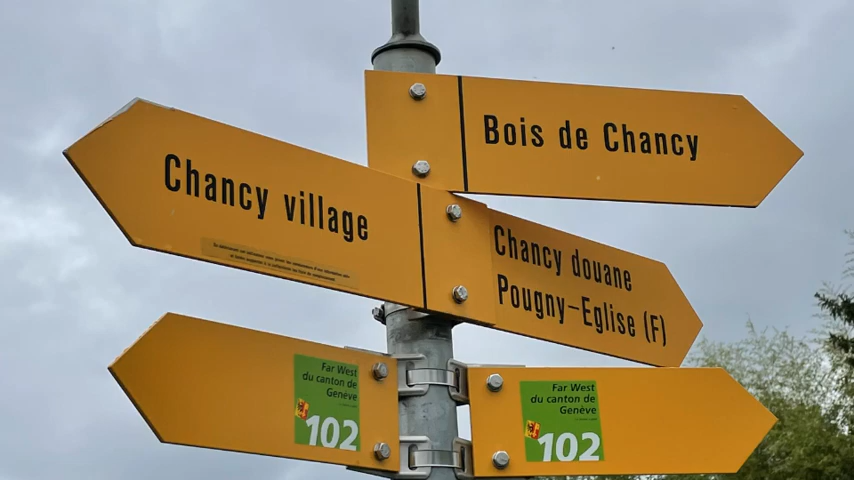 Bois de Chancy
Chancy village
Chancy douane
Pougny-Eglise (F)
Far West
du canton de
Genève
102
Far West
du canton de
Genève
102